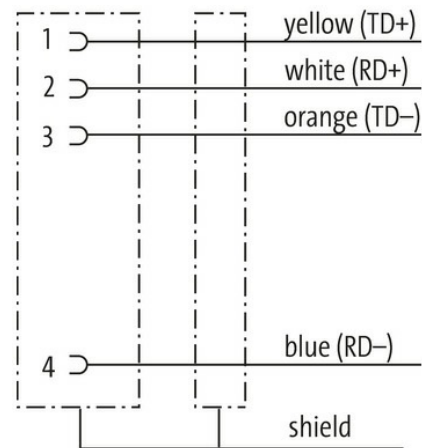 1 yellow (TD+)
2 white (RD+)
3 orange (TD–)
4 blue (RD–)
shield